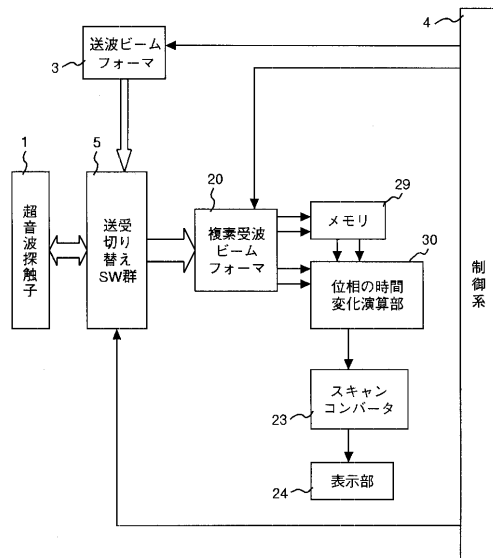 4
送波ビーム
フォーマ
3
1
超音波探触子
5
送受
切り
替え
SW群
20
複素受波
ビーム
フォーマ
29
メモリ
30
位相の時間
変化演算部
制御系
スキャン
コンバータ
23
表示部
24